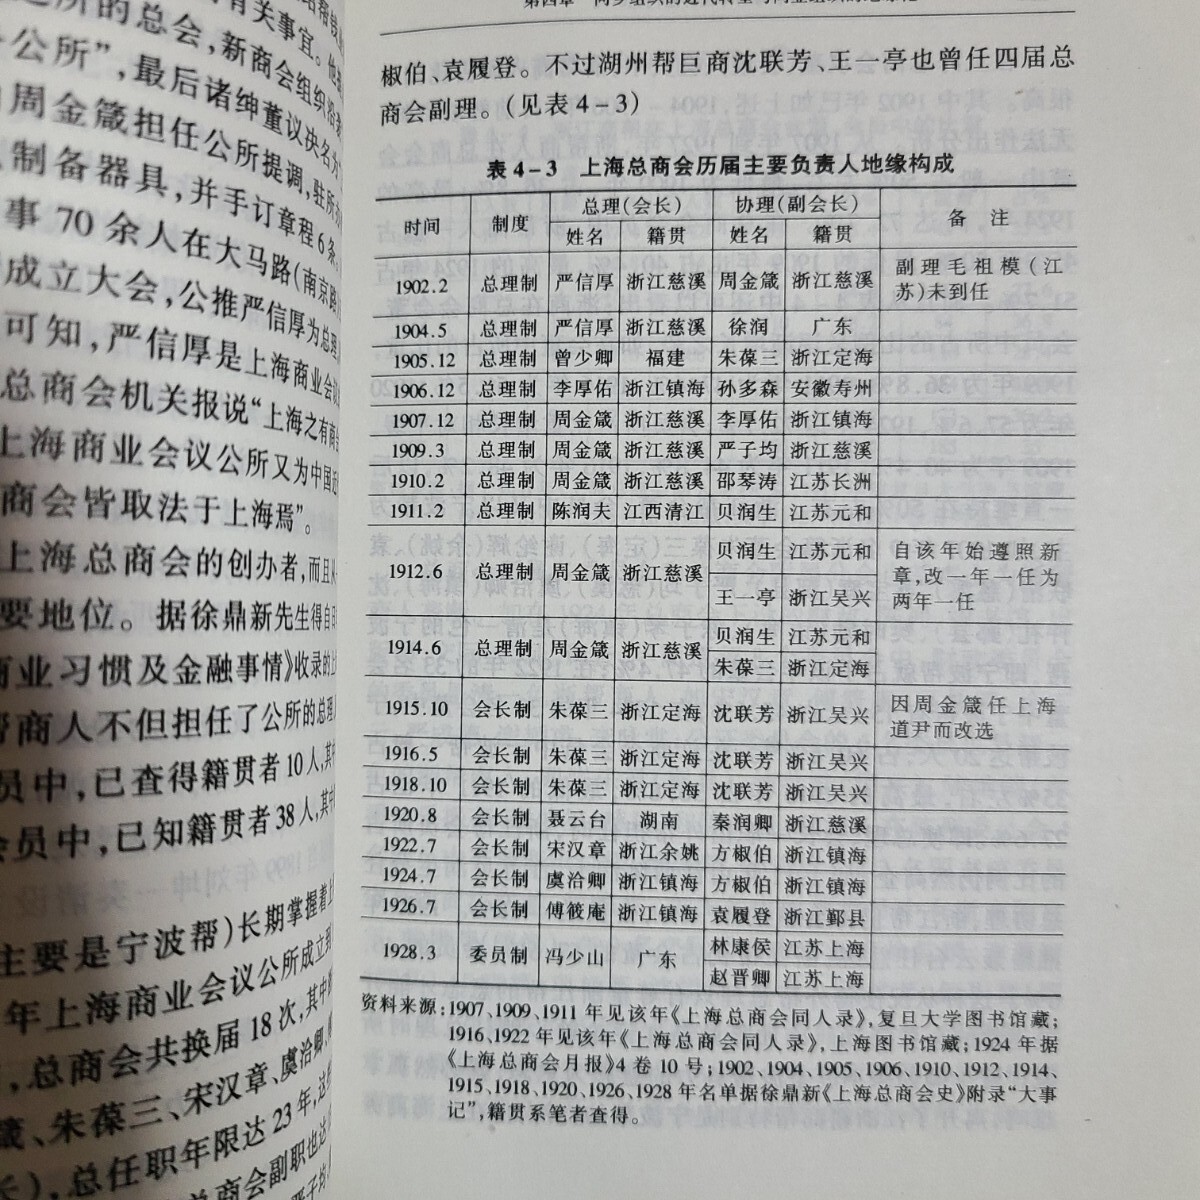 有关事宜。
所的总会,新商会组织
公所”,最后诸绅董议决名为
周金箴担任公所提调,驻所
制备器具,并手订章程6条
事70余人在大马路(南京路
成立大会,公推严信厚为总理
可知,严信厚是上海商业会
总商会机关报说“上海之有商
上海商业会议公所又为中国近
商会皆取法于上海焉”。
上海总商会的创办者,而且
要地位。据徐鼎新先生得自日
商业习惯及金融事情》收录的上
帮商人不但担任了公所的总理
员中,已查得籍贯者10人,其
会员中,已知籍贯者38人,其中
主要是宁波帮)长期掌握着上
年上海商业会议公所成立到
,总商会共换届18次,其中
箴、朱葆三、宋汉章、虞洽卿、
长),总任职年限达23年,这
总商会副职也达
椒伯、袁履登。不过湖州帮巨商沈联芳、王一亭也曾任四届总
商会副理。(见表4-3)
表4-3 上海总商会历届主要负责人地缘构成
时间 制度 总理(会长) 协理(副会长) 备注
姓名 籍贯 姓名 籍贯
1902.2 总理制 严信厚 浙江慈溪 周金箴 浙江慈溪 副理毛祖模(江
苏)未到任
1904.5 总理制 严信厚 浙江慈溪 徐润 广东
1905.12 总理制 曾少卿 福建 朱葆三 浙江定海
1906.12 总理制 李厚佑 浙江镇海 孙多森 安徽寿州
1907.12 总理制 周金箴 浙江慈溪 李厚佑 浙江镇海
1909.3 总理制 周金箴 浙江慈溪 严子均 浙江慈溪
1910.2 总理制 周金箴 浙江慈溪 邵琴涛 江苏长洲
1911.2 总理制 陈润夫 江西清江 贝润生 江苏元和
1912.6 总理制 周金箴 浙江慈溪 贝润生 江苏元和 自该年始遵照新
章,改一年一任为
王一亭 浙江吴兴 两年一任
1914.6 总理制 周金箴 浙江慈溪 贝润生 江苏元和
朱葆三 浙江定海
1915.10 会长制 朱葆三 浙江定海 沈联芳 浙江吴兴 因周金箴任上海
道尹而改选
1916.5 会长制 朱葆三 浙江定海 沈联芳 浙江吴兴
1918.10 会长制 朱葆三 浙江定海 沈联芳 浙江吴兴
1920.8 会长制 聂云台 湖南 秦润卿 浙江慈溪
1922.7 会长制 宋汉章 浙江余姚 方椒伯 浙江镇海
1924.7 会长制 虞洽卿 浙江镇海 方椒伯 浙江镇海
1926.7 会长制 傅筱庵 浙江镇海 袁履登 浙江鄞县
1928.3 委员制 冯少山 广东 林康侯 江苏上海
赵晋卿 江苏上海
资料来源:1907、1909、1911年见该年《上海总商会同人录》,复旦大学图书馆藏;
1916、1922年见该年《上海总商会同人录》,上海图书馆藏;1924年据
《上海总商会月报》4卷10号;1902、1904、1905、1906、1910、1912、1914、
1915、1918、1920、1926、1928年名单据徐鼎新《上海总商会史》附录“大事
记”,籍贯系笔者查得。